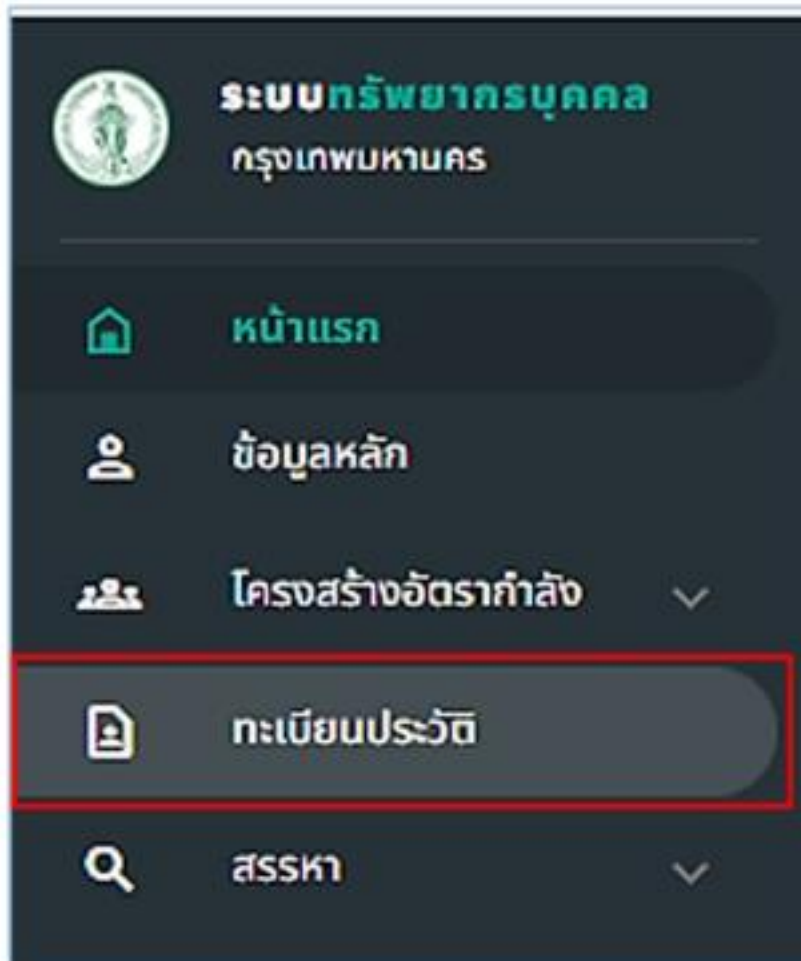 ระบบทรัพยากรบุคคล
กรุงเทพมหานคร
หน้าแรก
ข้อมูลหลัก
โครงสร้างอัตรากำลัง
ทะเบียนประวัติ
สรรหา